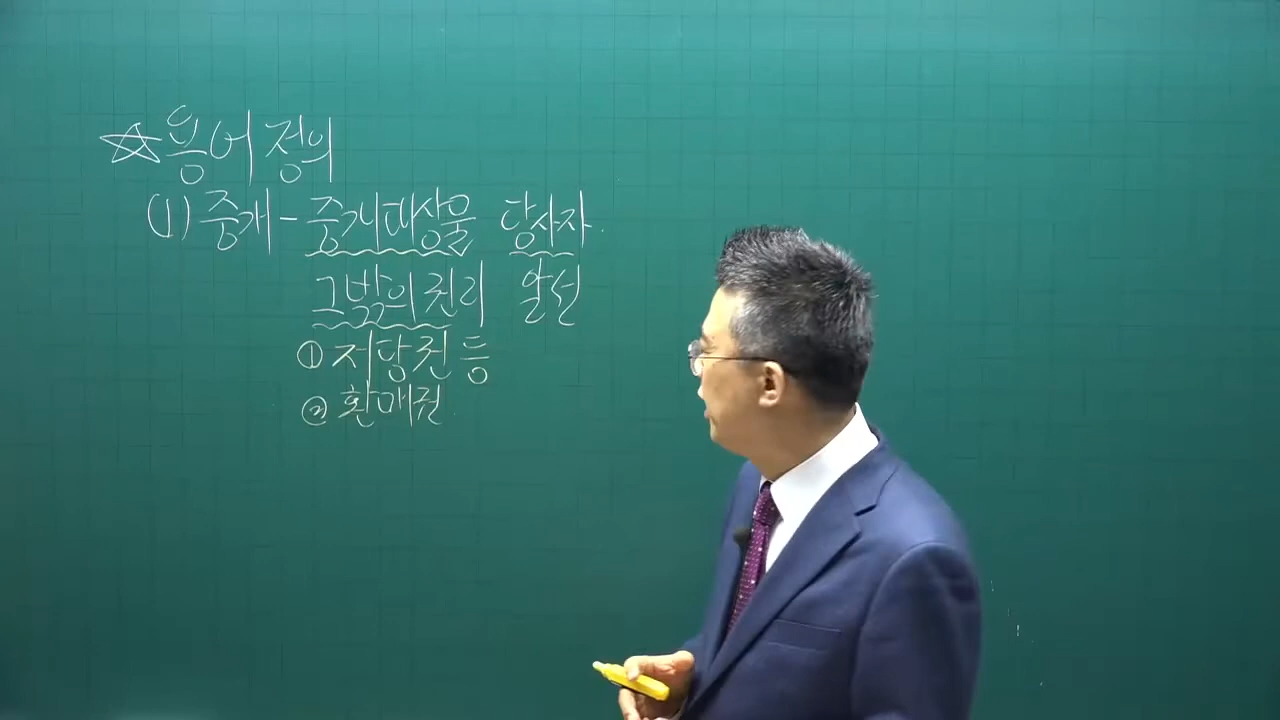 ☆용어정의
(1) 중개 - 중개대상물 당사자.
그밖의 권리 알선
① 저당권 등
② 환매권.